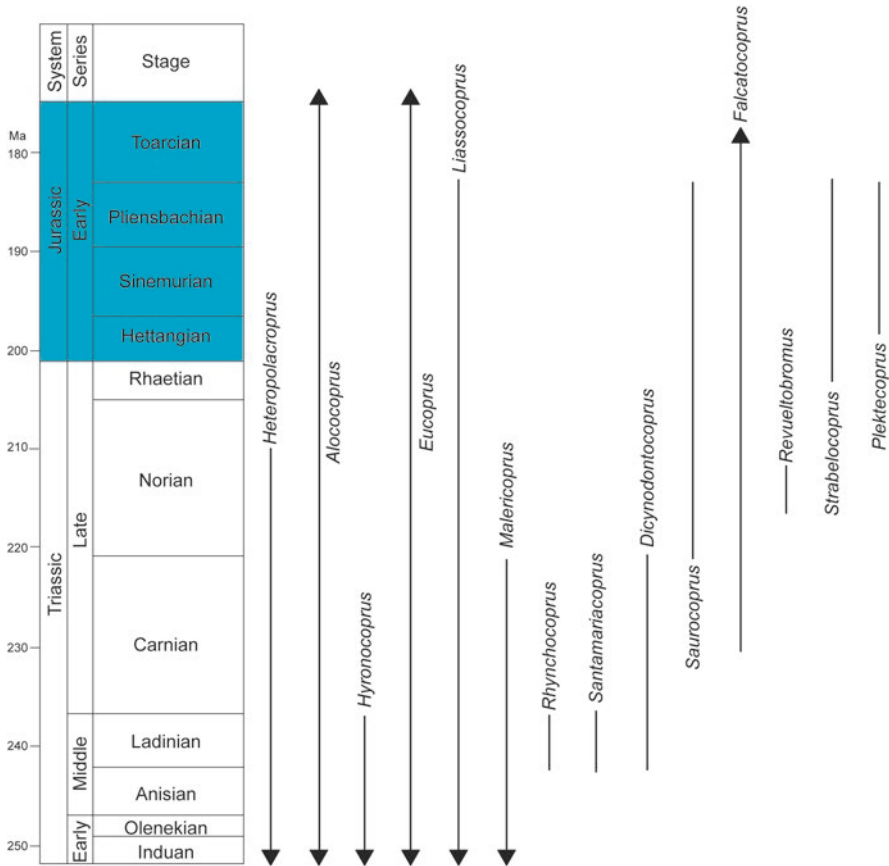 System
Series
Stage
Ma
180
190
200
210
220
230
240
250
Jurassic
Triassic
Early
Late
Middle
Early
Toarcian
Pliensbachian
Sinemurian
Hettangian
Rhaetian
Norian
Carnian
Ladinian
Anisian
Olenekian
Induan
Heteropolacroprus
Alococoprus
Hyronocoprus
Eucoprus
Liassocoprus
Malericoprus
Rhynchocoprus
Santamariacoprus
Dicynodontocoprus
Saurocoprus
Falcatocoprus
Revueltobromus
Strabelocoprus
Plektecoprus